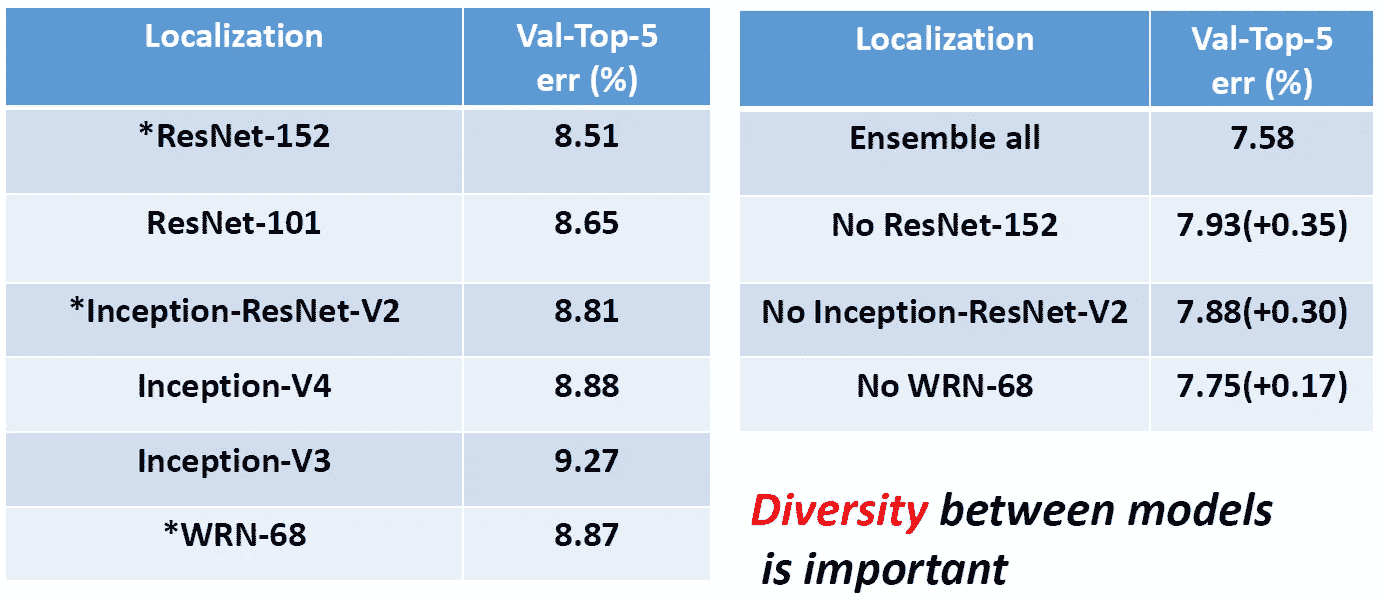 Localization Val-Top-5
err (%)
*ResNet-152 8.51
ResNet-101 8.65
*Inception-ResNet-V2 8.81
Inception-V4 8.88
Inception-V3 9.27
*WRN-68 8.87
Localization Val-Top-5
err (%)
Ensemble all 7.58
No ResNet-152 7.93(+0.35)
No Inception-ResNet-V2 7.88(+0.30)
No WRN-68 7.75(+0.17)
Diversity between models
is important